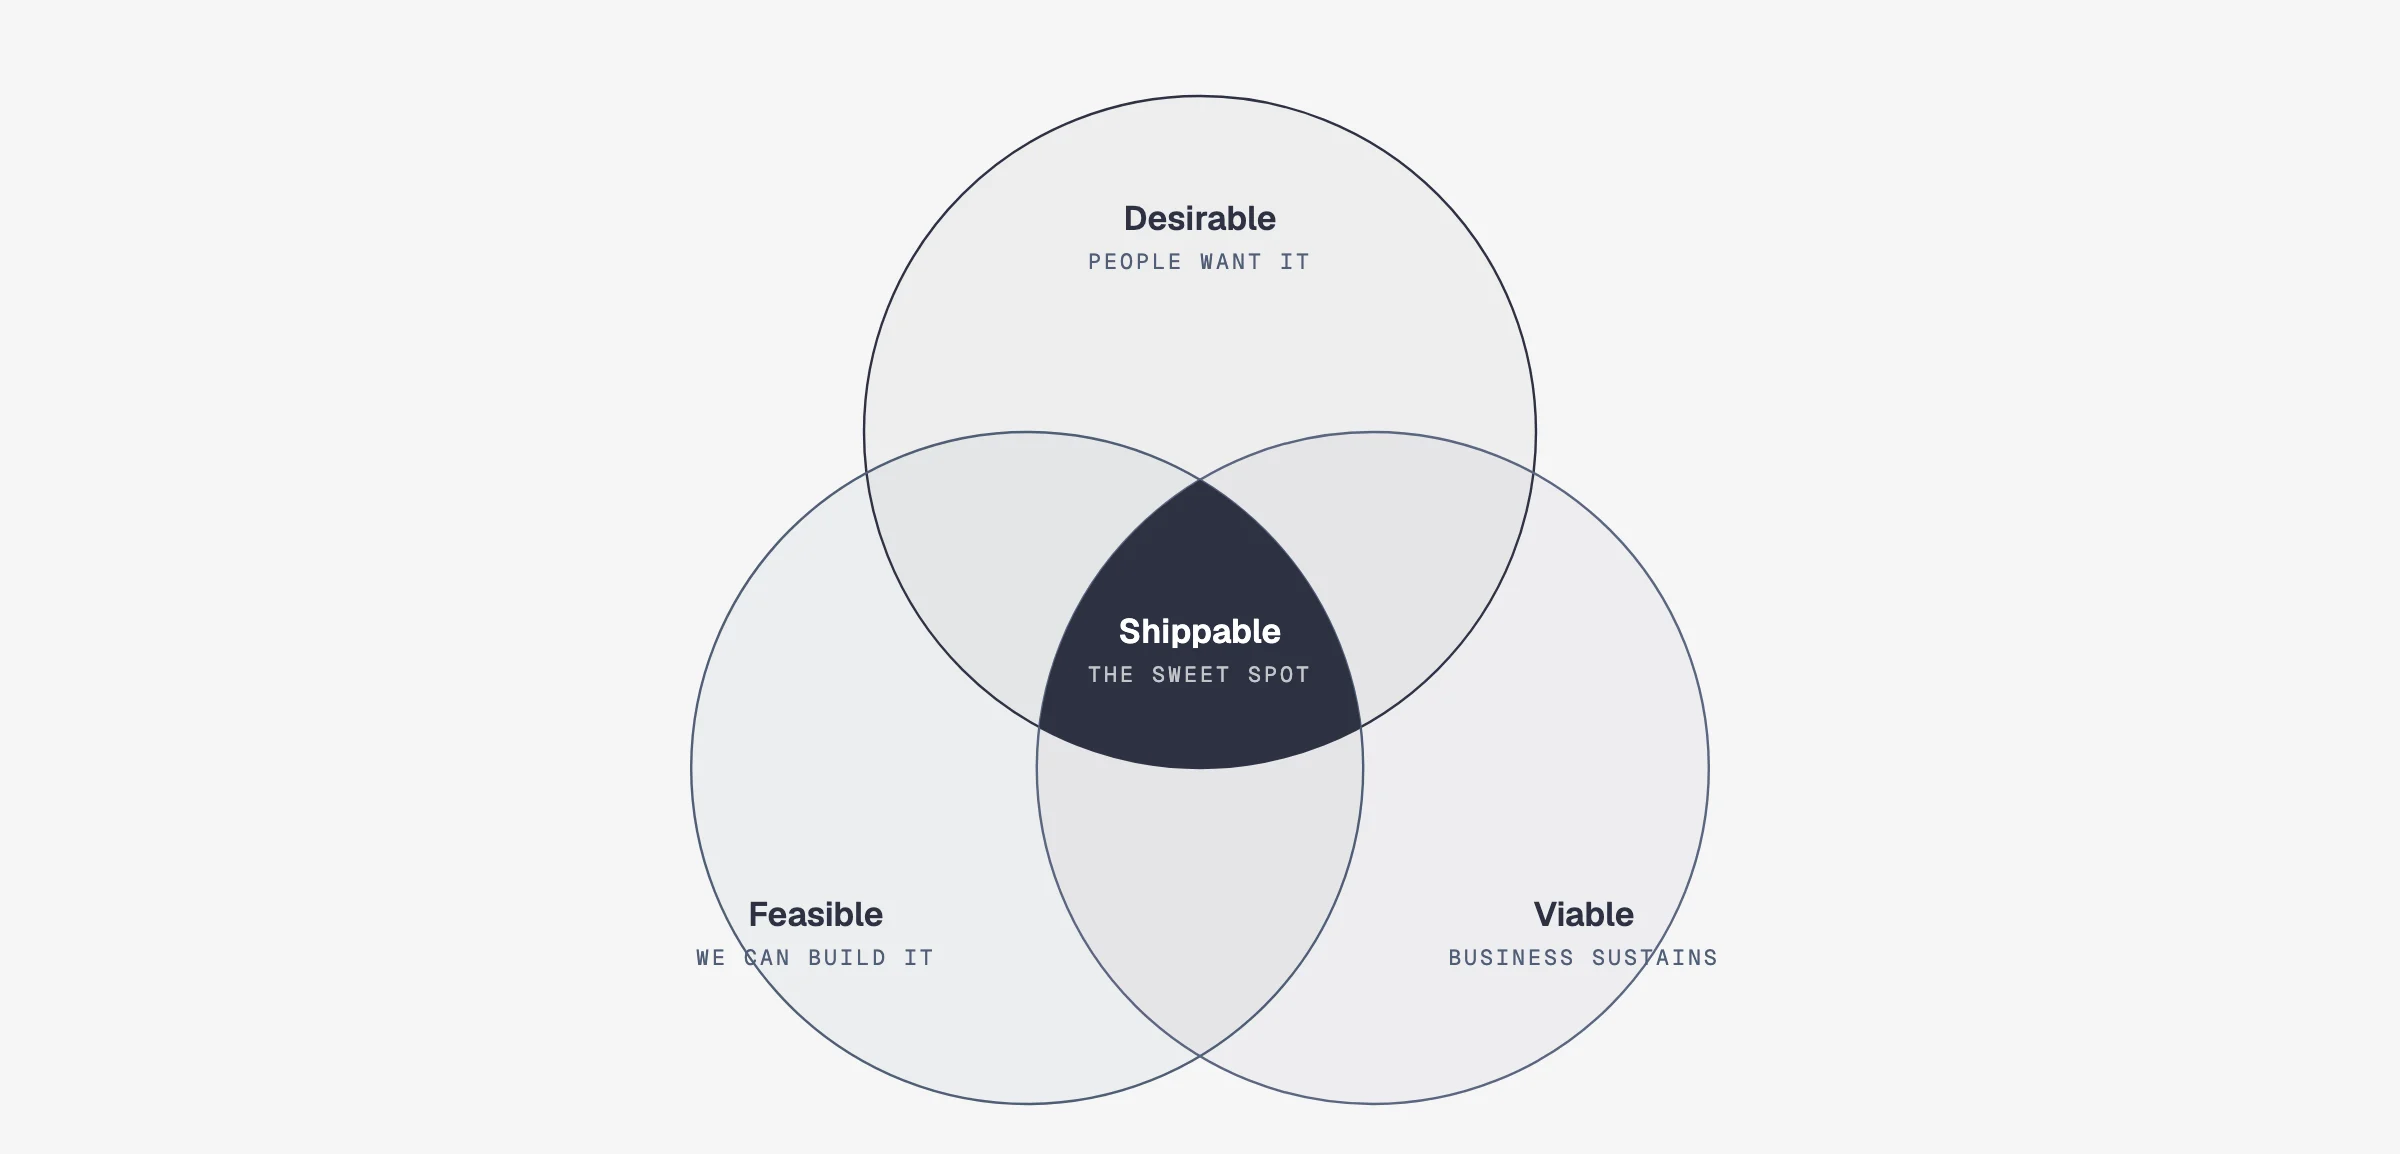 Desirable
PEOPLE WANT IT
Shippable
THE SWEET SPOT
Feasible
WE CAN BUILD IT
Viable
BUSINESS SUSTAINS